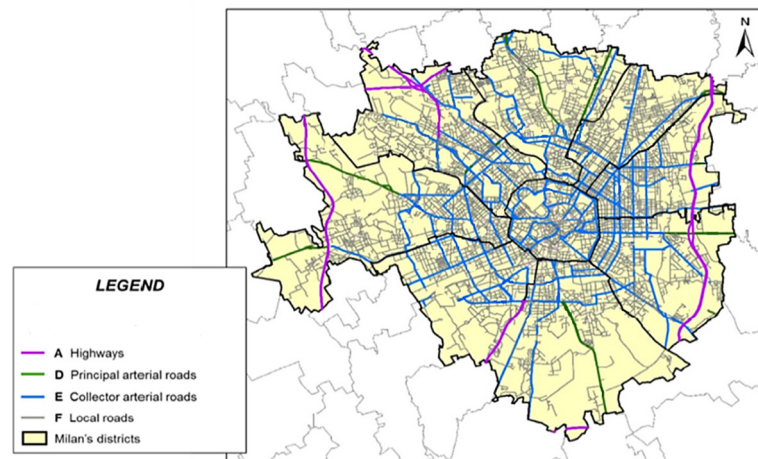 N
LEGEND
A Highways
D Principal arterial roads
E Collector arterial roads
F Local roads
Milan's districts